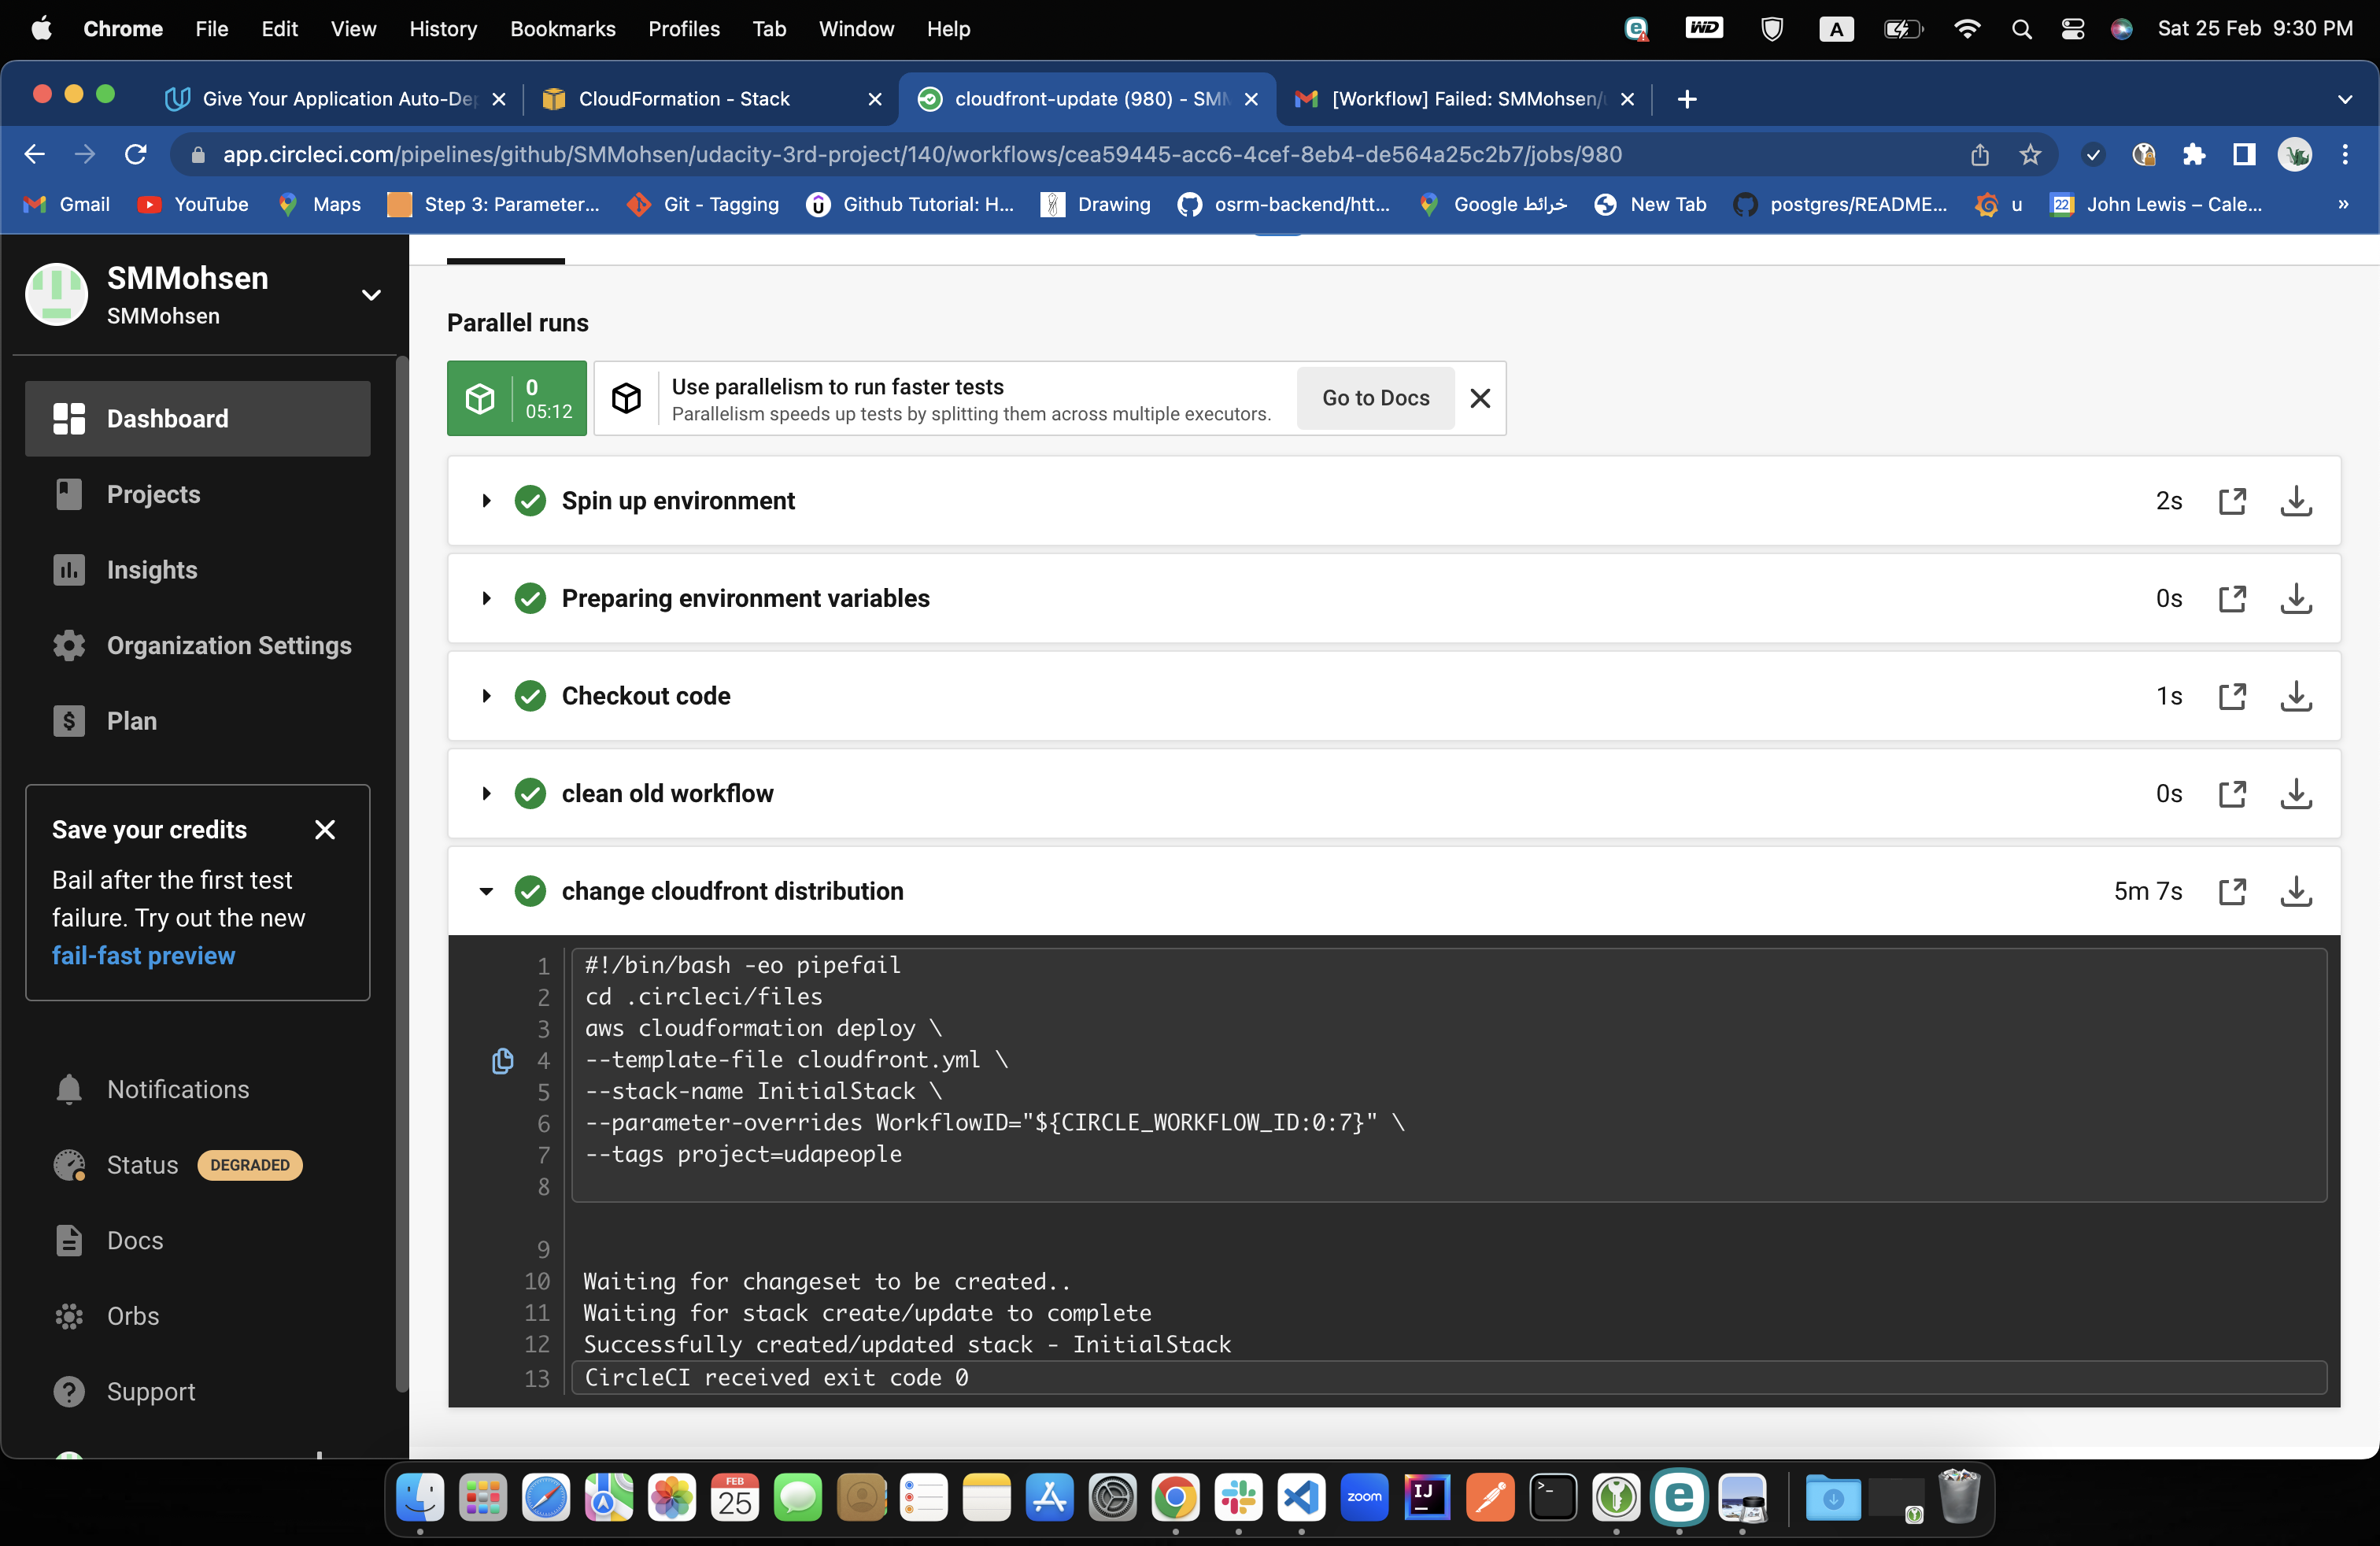 Chrome File Edit View History Bookmarks Profiles Tab Window Help
WD A Sat 25 Feb 9:30 PM
Give Your Application Auto-De
CloudFormation - Stack
cloudfront-update (980) - SMM
[Workflow] Failed: SMMohsen/
app.circleci.com/pipelines/github/SMMohsen/udacity-3rd-project/140/workflows/cea59445-acc6-4cef-8eb4-de564a25c2b7/jobs/980
Gmail YouTube Maps Step 3: Parameter... Git - Tagging Github Tutorial: H... Drawing osrm-backend/htt... Google خرائط New Tab postgres/README... u 22 John Lewis – Cale... »
SMMohsen
SMMohsen
Dashboard
Projects
Insights
Organization Settings
Plan
Save your credits
Bail after the first test
failure. Try out the new
fail-fast preview
Notifications
Status DEGRADED
Docs
Orbs
Support
Parallel runs
0
05:12
Use parallelism to run faster tests
Parallelism speeds up tests by splitting them across multiple executors.
Go to Docs
Spin up environment 2s
Preparing environment variables 0s
Checkout code 1s
clean old workflow 0s
change cloudfront distribution 5m 7s
1 #!/bin/bash -eo pipefail
2 cd .circleci/files
3 aws cloudformation deploy \
4 --template-file cloudfront.yml \
5 --stack-name InitialStack \
6 --parameter-overrides WorkflowID="${CIRCLE_WORKFLOW_ID:0:7}" \
7 --tags project=udapeople
8
9
10 Waiting for changeset to be created..
11 Waiting for stack create/update to complete
12 Successfully created/updated stack - InitialStack
13 CircleCI received exit code 0
FEB
25
zoom
IJ